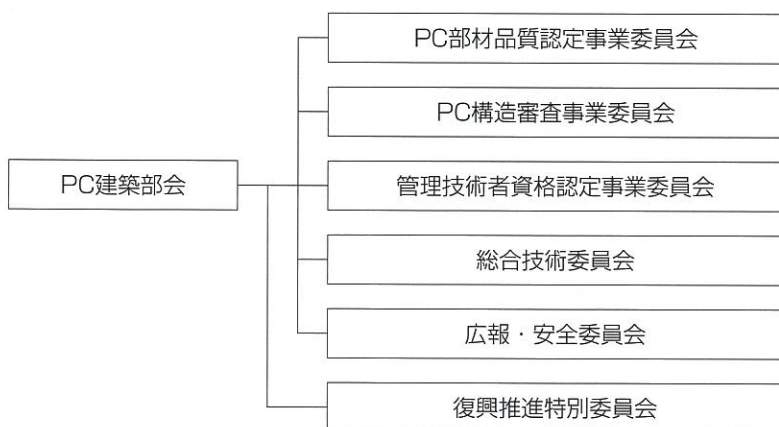 PC部材品質認定事業委員会
PC構造審査事業委員会
PC建築部会
管理技術者資格認定事業委員会
総合技術委員会
広報・安全委員会
復興推進特別委員会